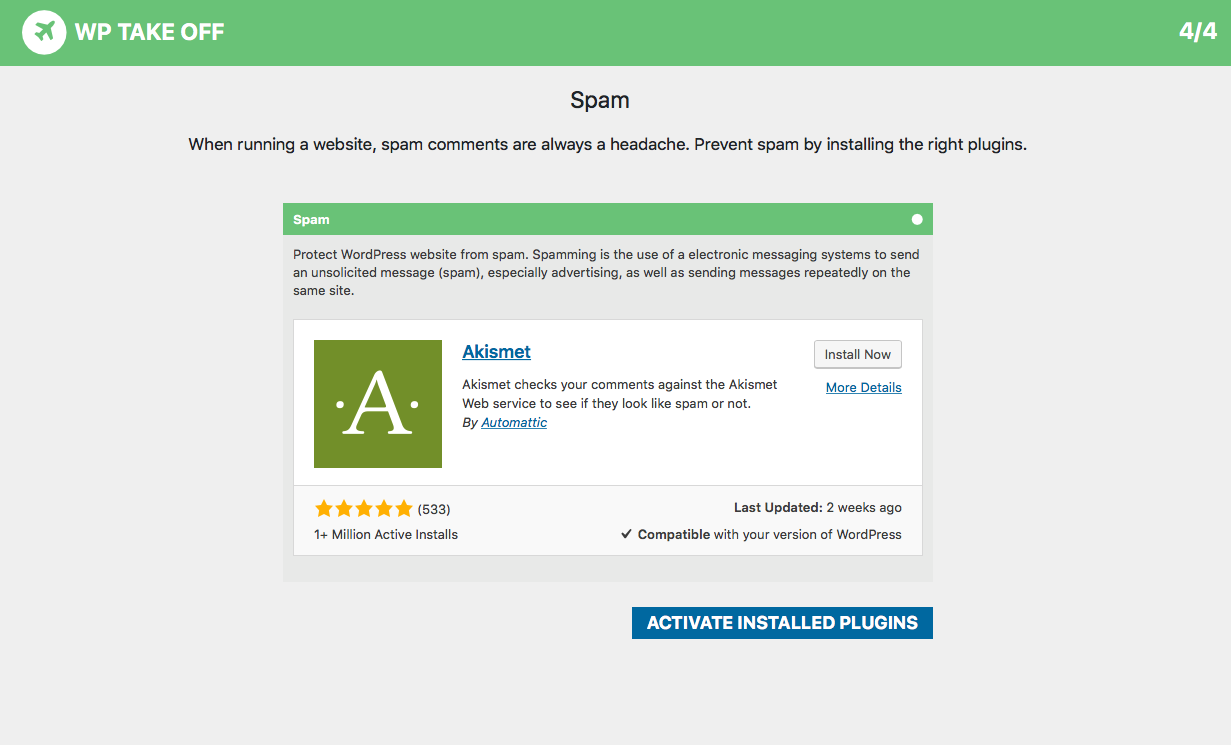 WP TAKE OFF
4/4
Spam
When running a website, spam comments are always a headache. Prevent spam by installing the right plugins.
Spam
Protect WordPress website from spam. Spamming is the use of a electronic messaging systems to send
an unsolicited message (spam), especially advertising, as well as sending messages repeatedly on the
same site.
A
Akismet
Install Now
More Details
Akismet checks your comments against the Akismet
Web service to see if they look like spam or not.
By Automattic
(533)
Last Updated: 2 weeks ago
1+ Million Active Installs
Compatible with your version of WordPress
ACTIVATE INSTALLED PLUGINS